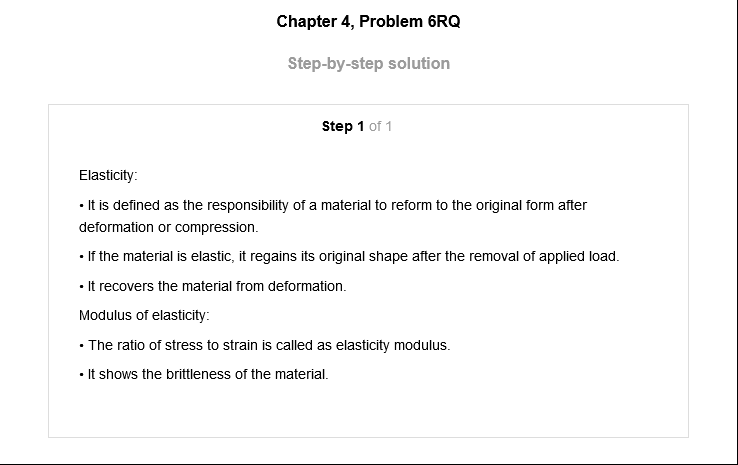 Chapter 4, Problem 6RQ
Step-by-step solution
Step 1 of 1
Elasticity:
• It is defined as the responsibility of a material to reform to the original form after
deformation or compression.
• If the material is elastic, it regains its original shape after the removal of applied load.
• It recovers the material from deformation.
Modulus of elasticity:
• The ratio of stress to strain is called as elasticity modulus.
• It shows the brittleness of the material.